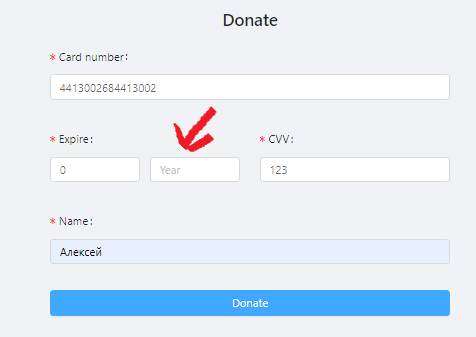 Donate
* Card number:
4413002684413002
* Expire:
* CVV:
0
Year
123
* Name:
Алексей
Donate